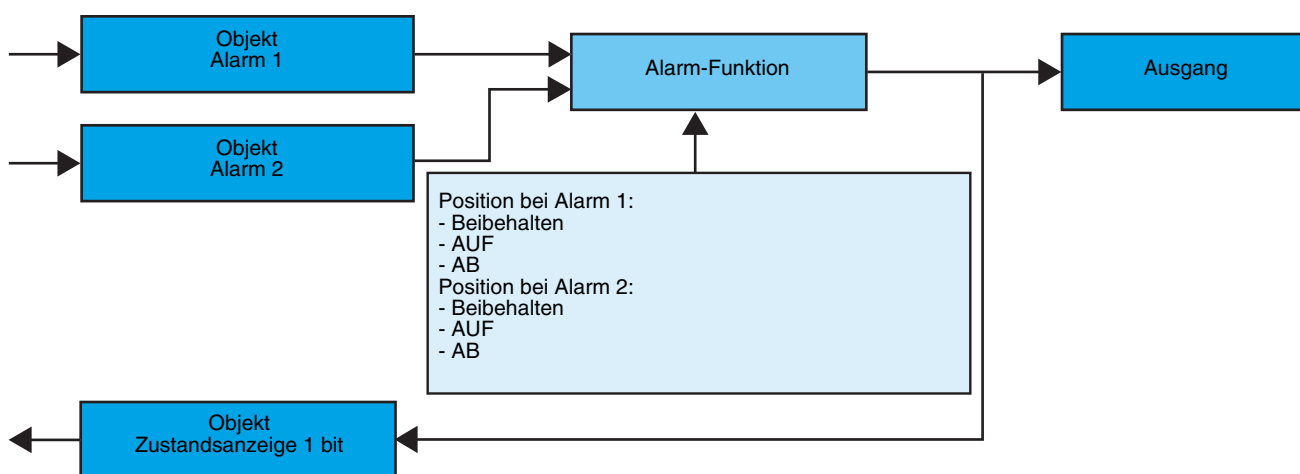 Objekt
Alarm 1
Alarm-Funktion
Ausgang
Objekt
Alarm 2
Position bei Alarm 1:
- Beibehalten
- AUF
- AB
Position bei Alarm 2:
- Beibehalten
- AUF
- AB
Objekt
Zustandsanzeige 1 bit